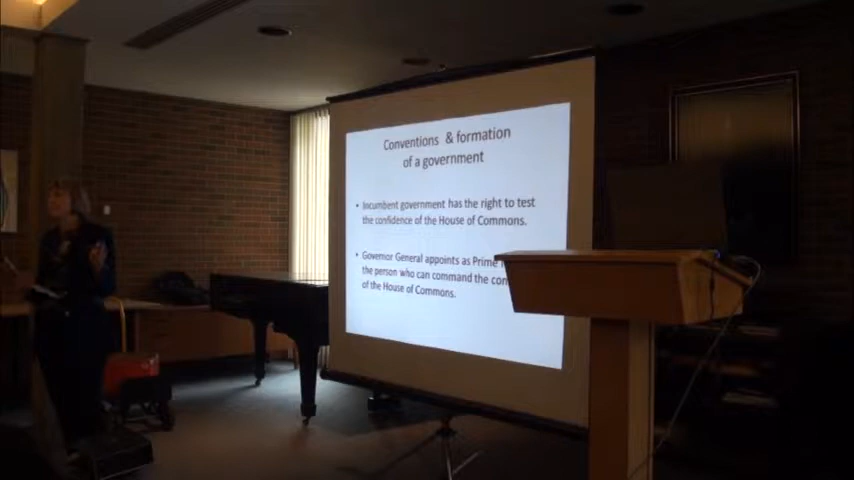 Conventions & formation
of a government
• Incumbent government has the right to test
the confidence of the House of Commons.
• Governor General appoints as Prime
the person who can command the con
of the House of Commons.